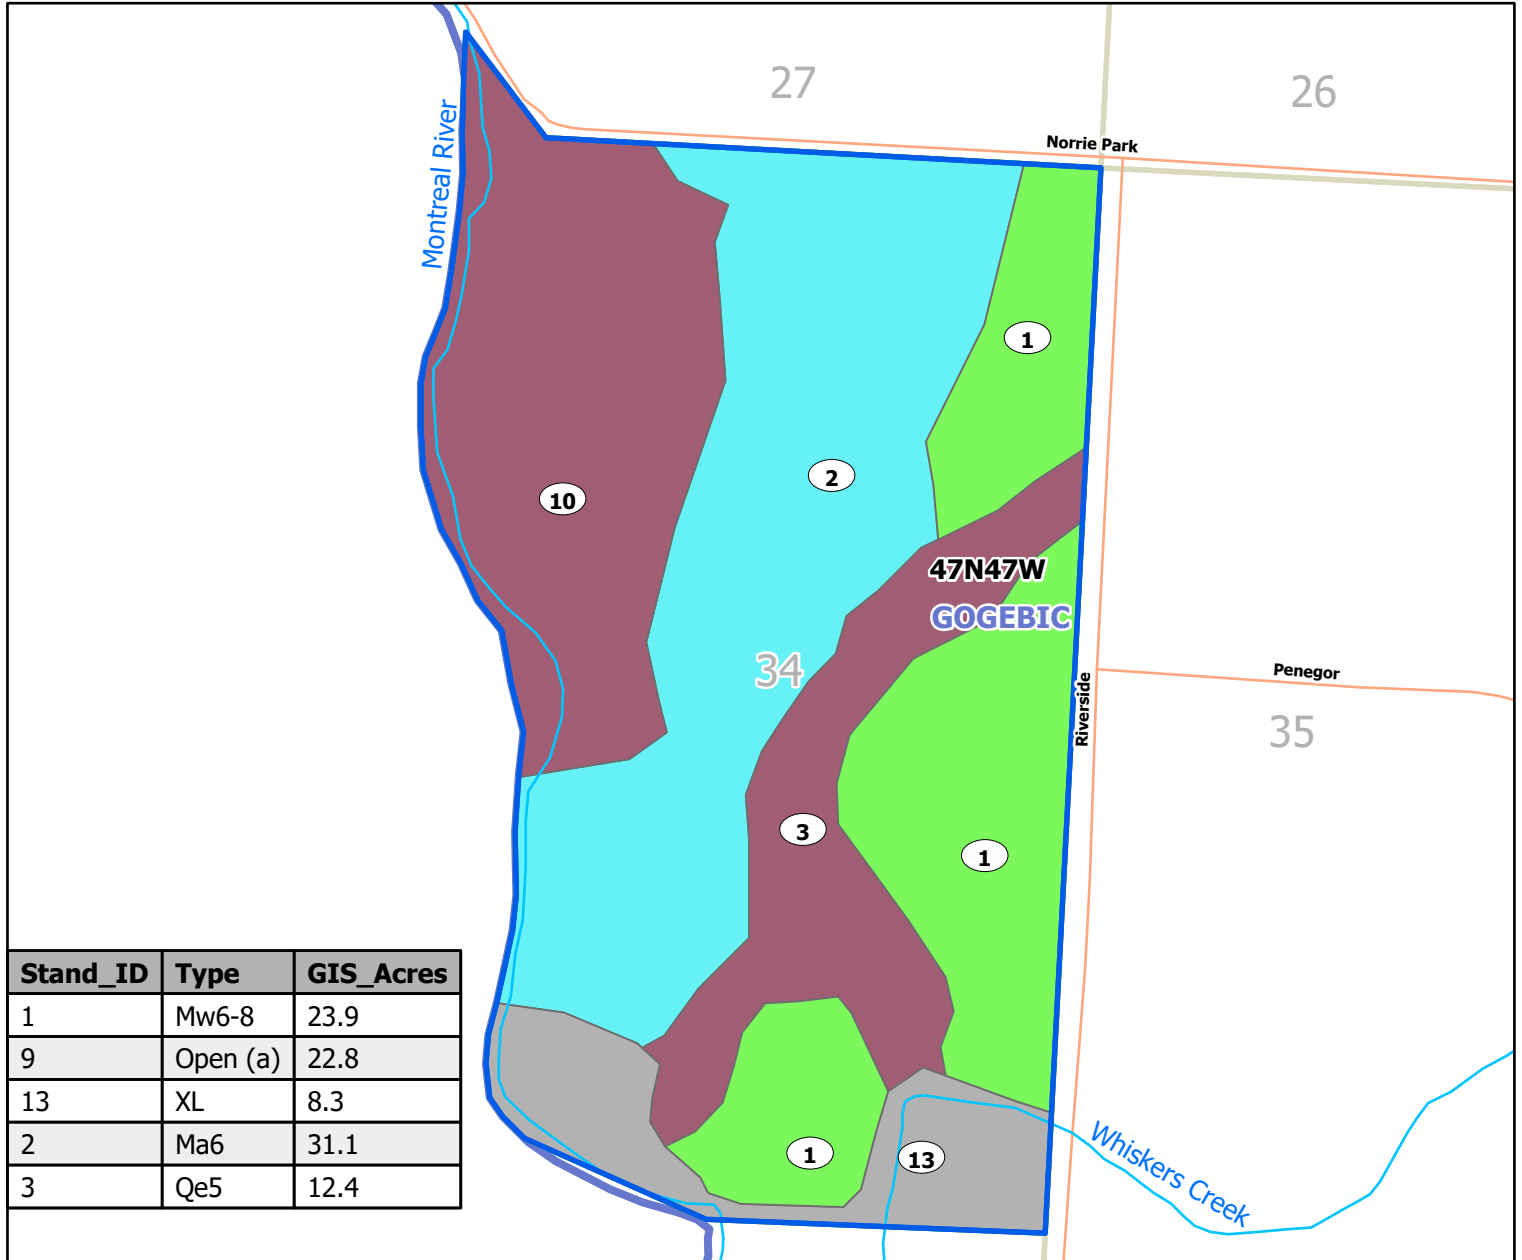 27
26
Norrie Park
Montreal River
1
2
10
47N47W
GOGEBIC
34
Riverside
Penegor
35
3
1
Stand_ID Type GIS_Acres
1 Mw6-8 23.9
9 Open (a) 22.8
13 XL 8.3
2 Ma6 31.1
3 Qe5 12.4
1
13
Whiskers Creek